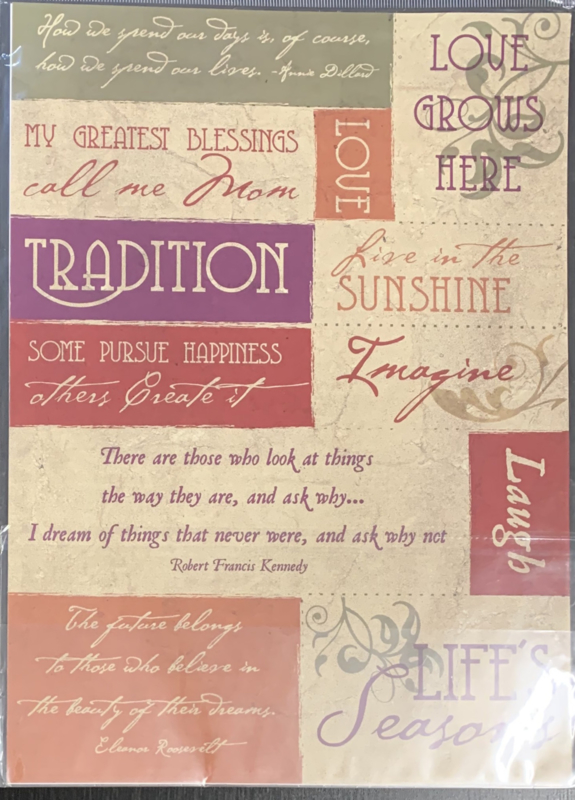 How we spend our days is, of course,
how we spend our lives. -Annie Dillard
LOVE
GROWS
HERE
MY GREATEST BLESSINGS
call me Mom
LOVE
TRADITION
Live in the
SUNSHINE
SOME PURSUE HAPPINESS
others Create it
Imagine
There are those who look at things
the way they are, and ask why...
I dream of things that never were, and ask why not
Robert Francis Kennedy
Laugh
The future belongs
to those who believe in
the beauty of their dreams.
Eleanor Roosevelt
LIFE'S
Seasons